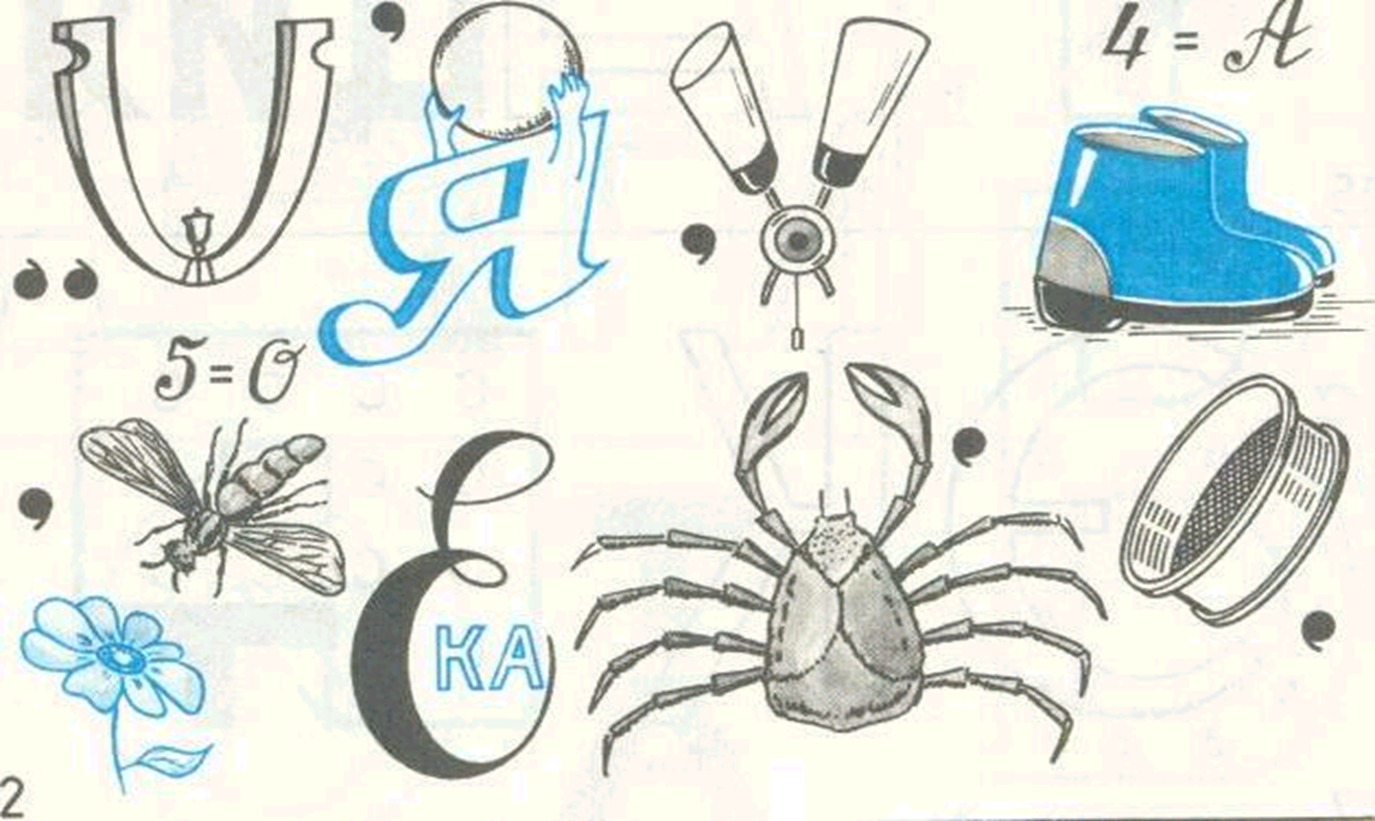 4 = А
Я
5 = О
Е
КА
2